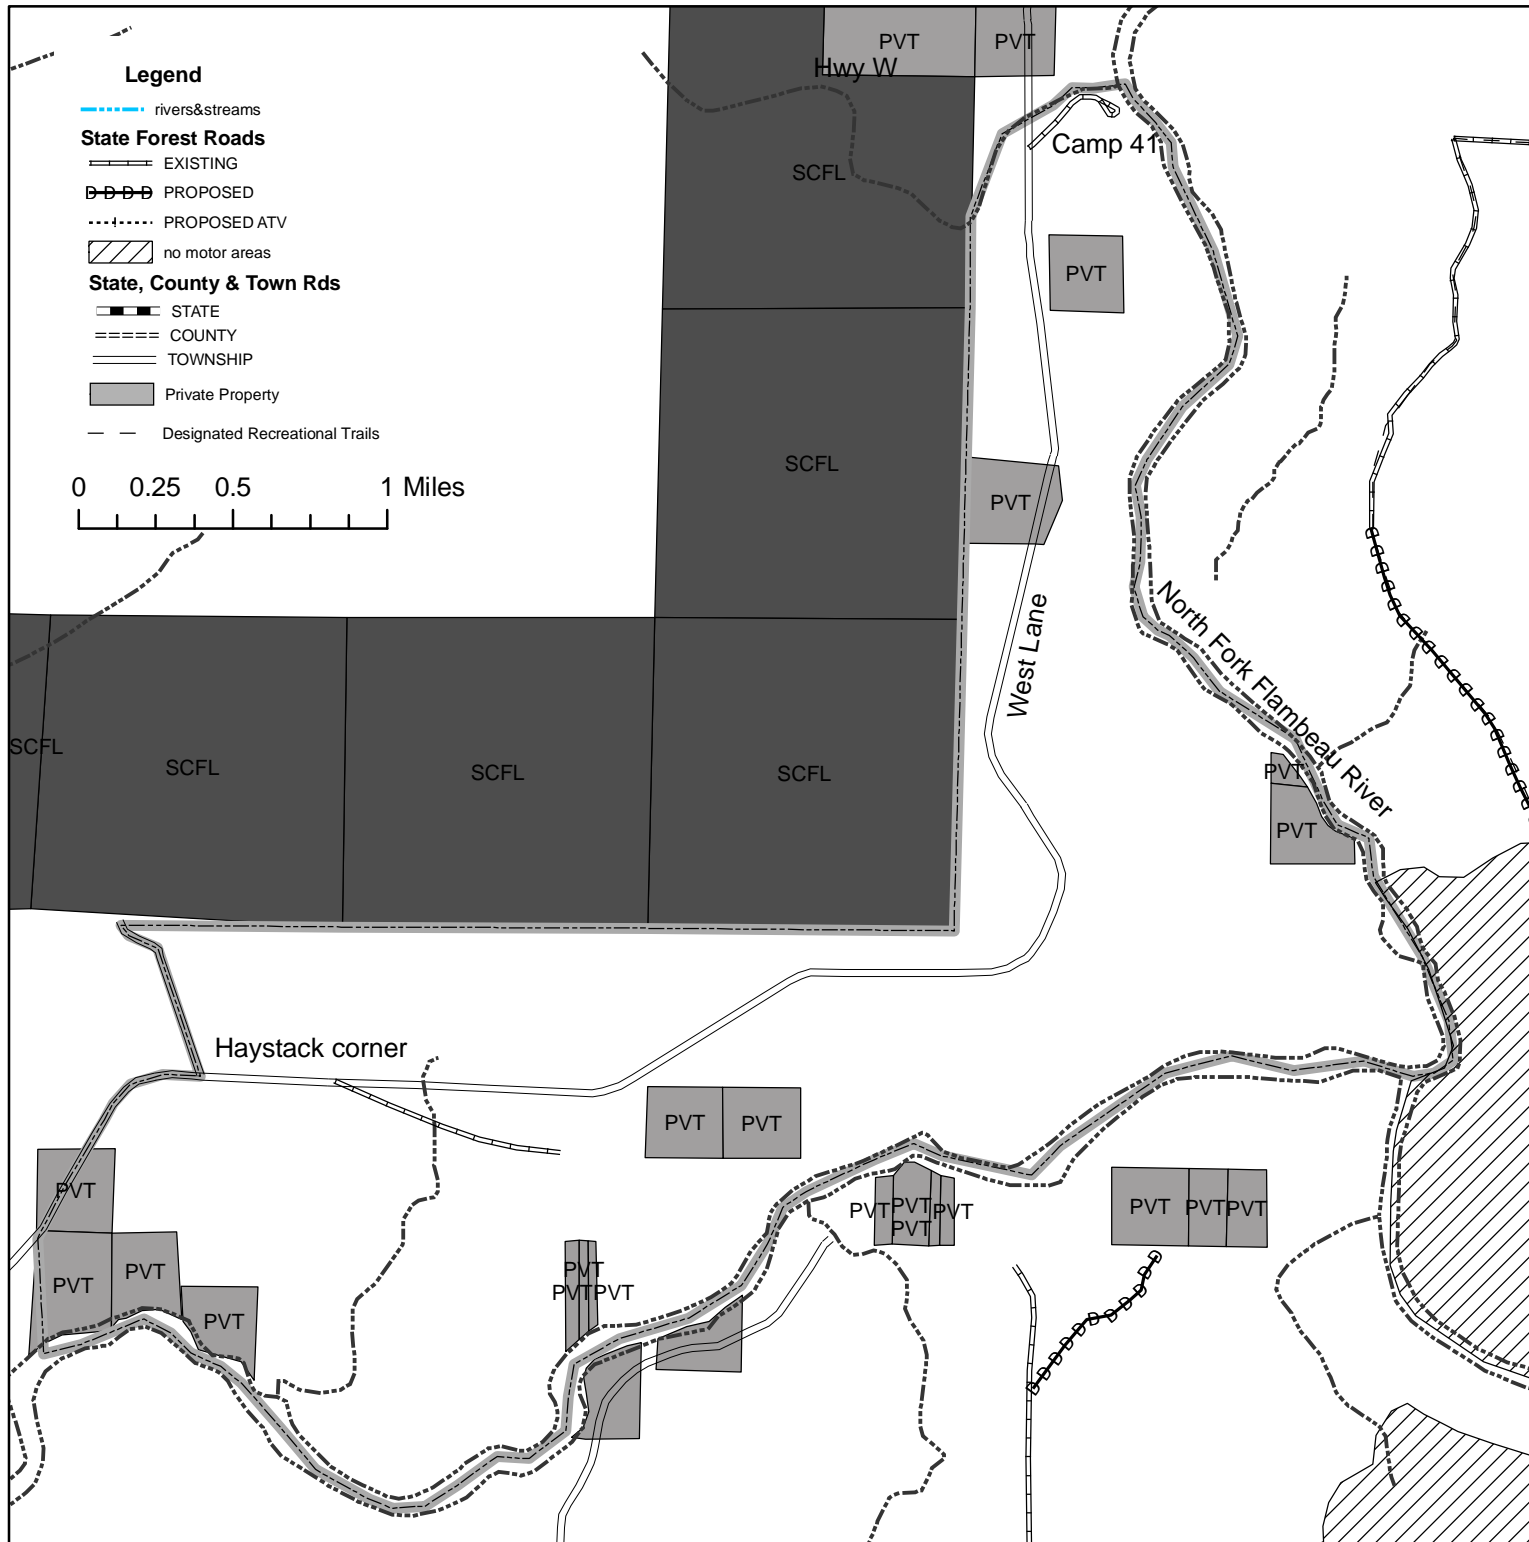 Legend
rivers&streams
State Forest Roads
EXISTING
PROPOSED
PROPOSED ATV
no motor areas
State, County & Town Rds
STATE
COUNTY
TOWNSHIP
Private Property
Designated Recreational Trails
0 0.25 0.5 1 Miles
PVT PVT
Hwy W
Camp 41
SCFL
PVT
SCFL
PVT
West Lane
North Fork Flambeau River
SCFL
SCFL
SCFL
SCFL
PVT
PVT
Haystack corner
PVT PVT
PVT
PVT
PVT
PVT
PVT
PVT
PVT
PVT
PVT
PVT
PVT
PVT
PVT PVT PVT